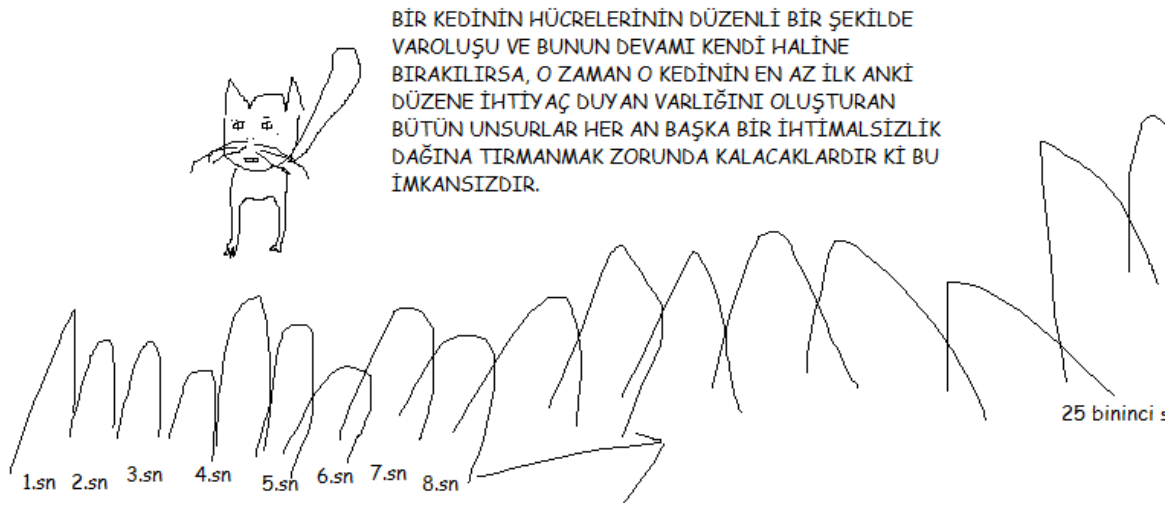 BİR KEDİNİN HÜCRELERİNİN DÜZENLİ BİR ŞEKİLDE
VAROLUŞU VE BUNUN DEVAMI KENDİ HALİNE
BIRAKILIRSA, O ZAMAN O KEDİNİN EN AZ İLK ANKİ
DÜZENE İHTİYAÇ DUYAN VARLIĞINI OLUŞTURAN
BÜTÜN UNSURLAR HER AN BAŞKA BİR İHTİMALSİZLİK
DAĞINA TIRMANMAK ZORUNDA KALACAKLARDIR Kİ BU
İMKANSIZDIR.
25 bininci s
1.sn 2.sn 3.sn 4.sn 5.sn 6.sn 7.sn 8.sn